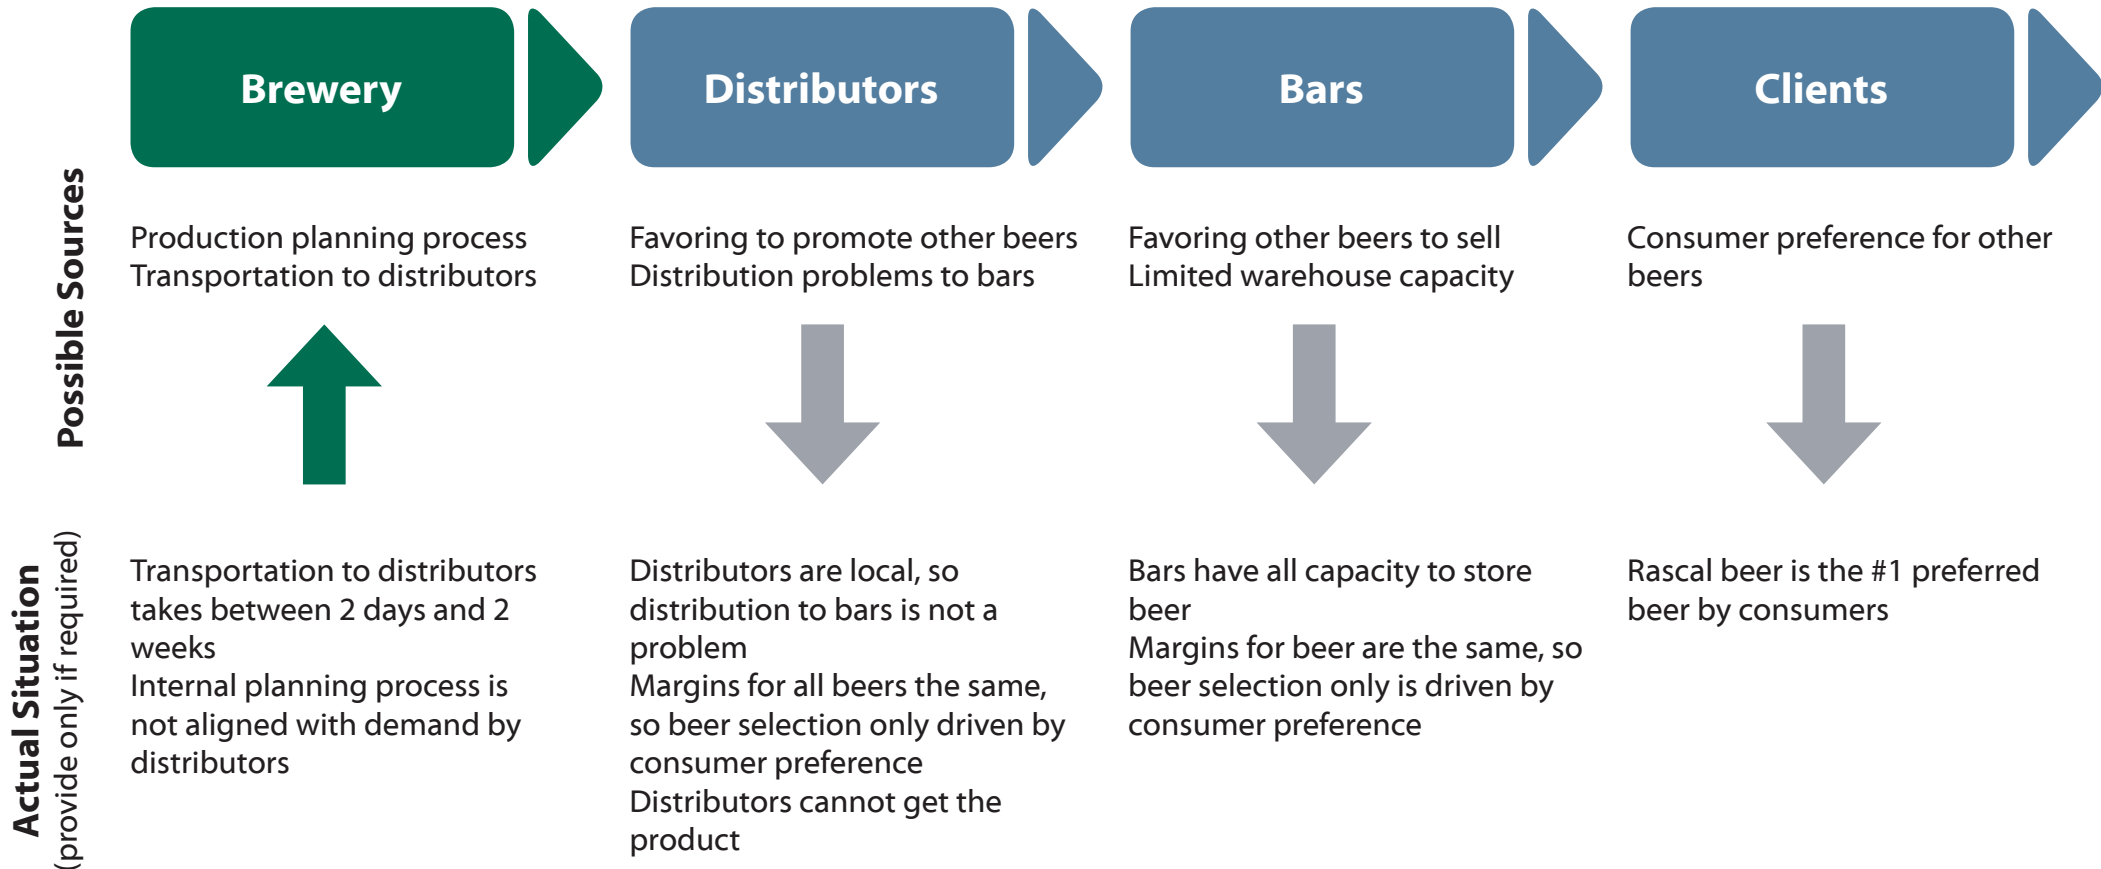 Brewery
Distributors
Bars
Clients
Possible Sources
Production planning process
Transportation to distributors
Favoring to promote other beers
Distribution problems to bars
Favoring other beers to sell
Limited warehouse capacity
Consumer preference for other
beers
Actual Situation
(provide only if required)
Transportation to distributors
takes between 2 days and 2
weeks
Internal planning process is
not aligned with demand by
distributors
Distributors are local, so
distribution to bars is not a
problem
Margins for all beers the same,
so beer selection only driven by
consumer preference
Distributors cannot get the
product
Bars have all capacity to store
beer
Margins for beer are the same, so
beer selection only is driven by
consumer preference
Rascal beer is the #1 preferred
beer by consumers